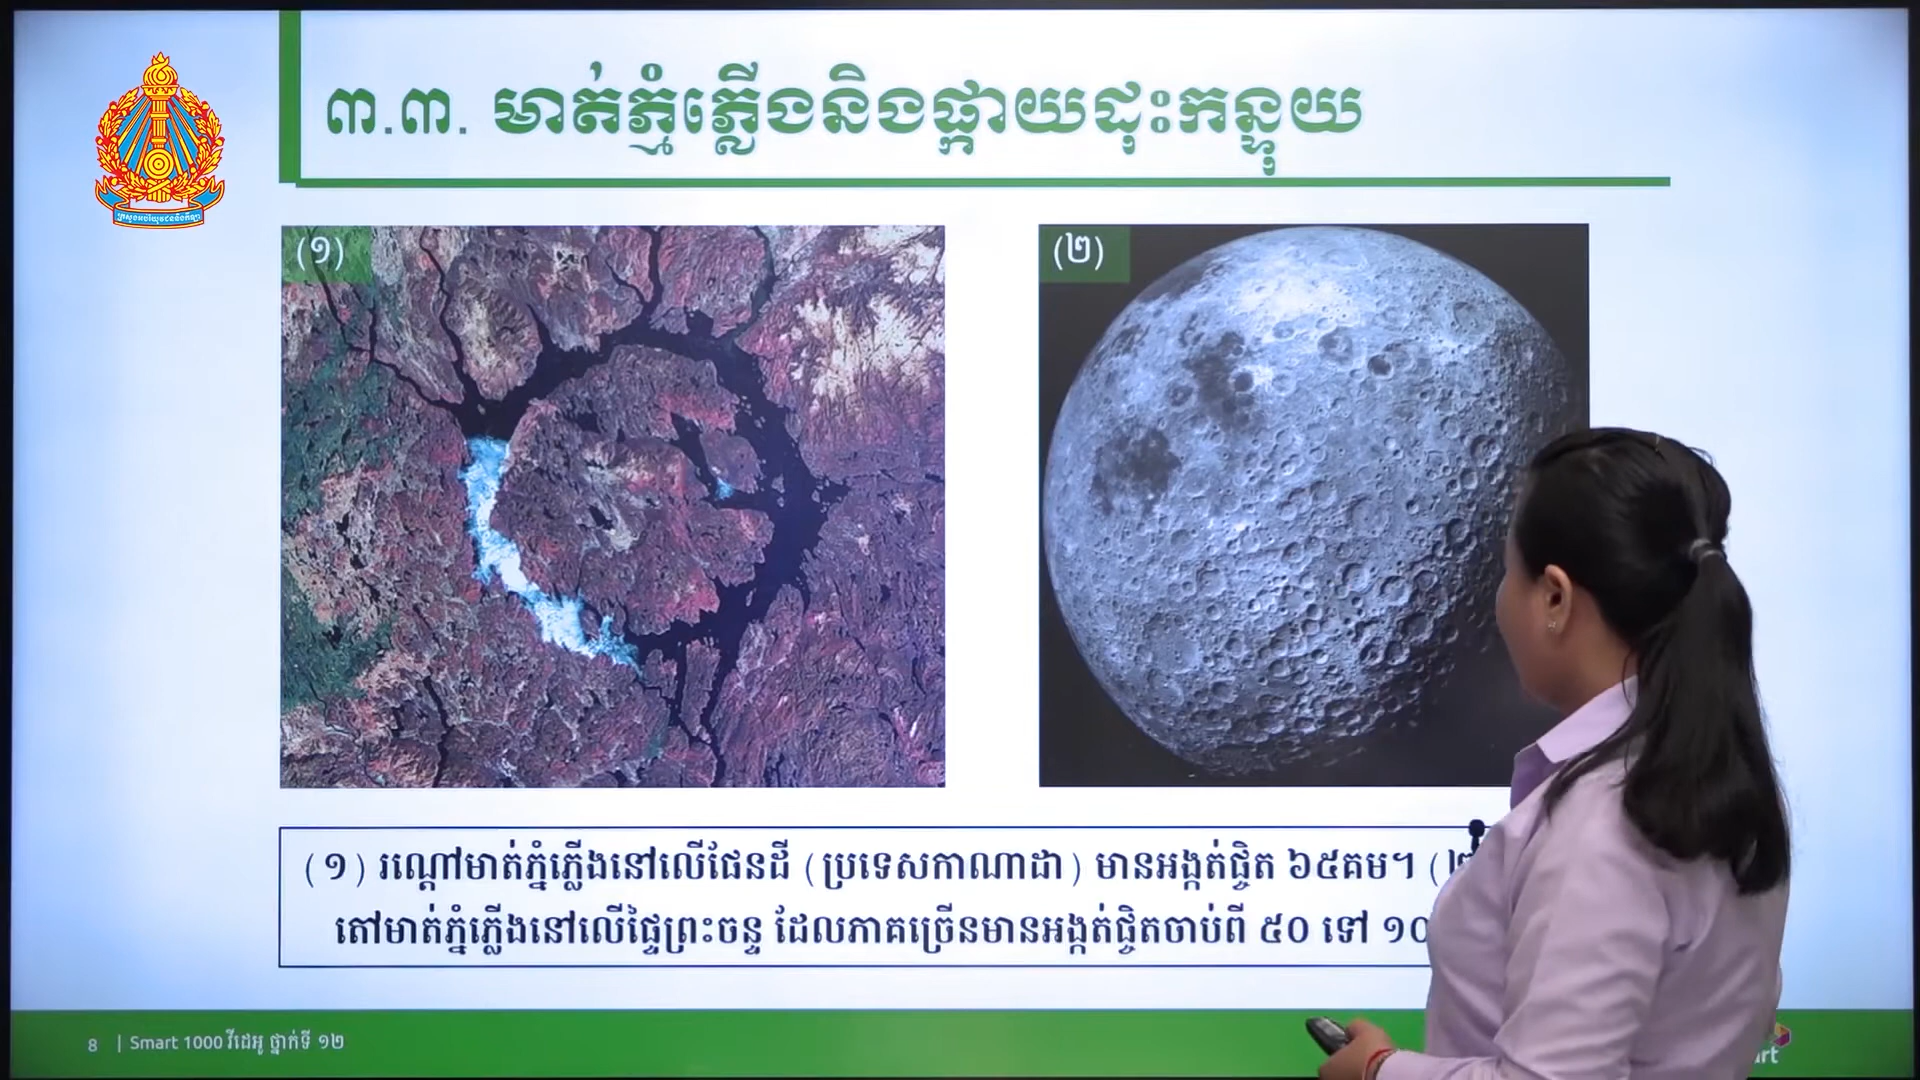 ៣.៣. មាត់ភ្នំភ្លើងនិងផ្កាយដុះកន្ទុយ
(១)
(២)
(១) រណ្តៅមាត់ភ្នំភ្លើងនៅលើផែនដី (ប្រទេសកាណាដា) មានអង្កត់ផ្ចិត ៦៥គម។ (២
តៅមាត់ភ្នំភ្លើងនៅលើផ្ទៃព្រះចន្ទ ដែលភាគច្រើនមានអង្កត់ផ្ចិតចាប់ពី ៥០ ទៅ ១០
8 | Smart 1000 វីដេអូ ថ្នាក់ទី ១២